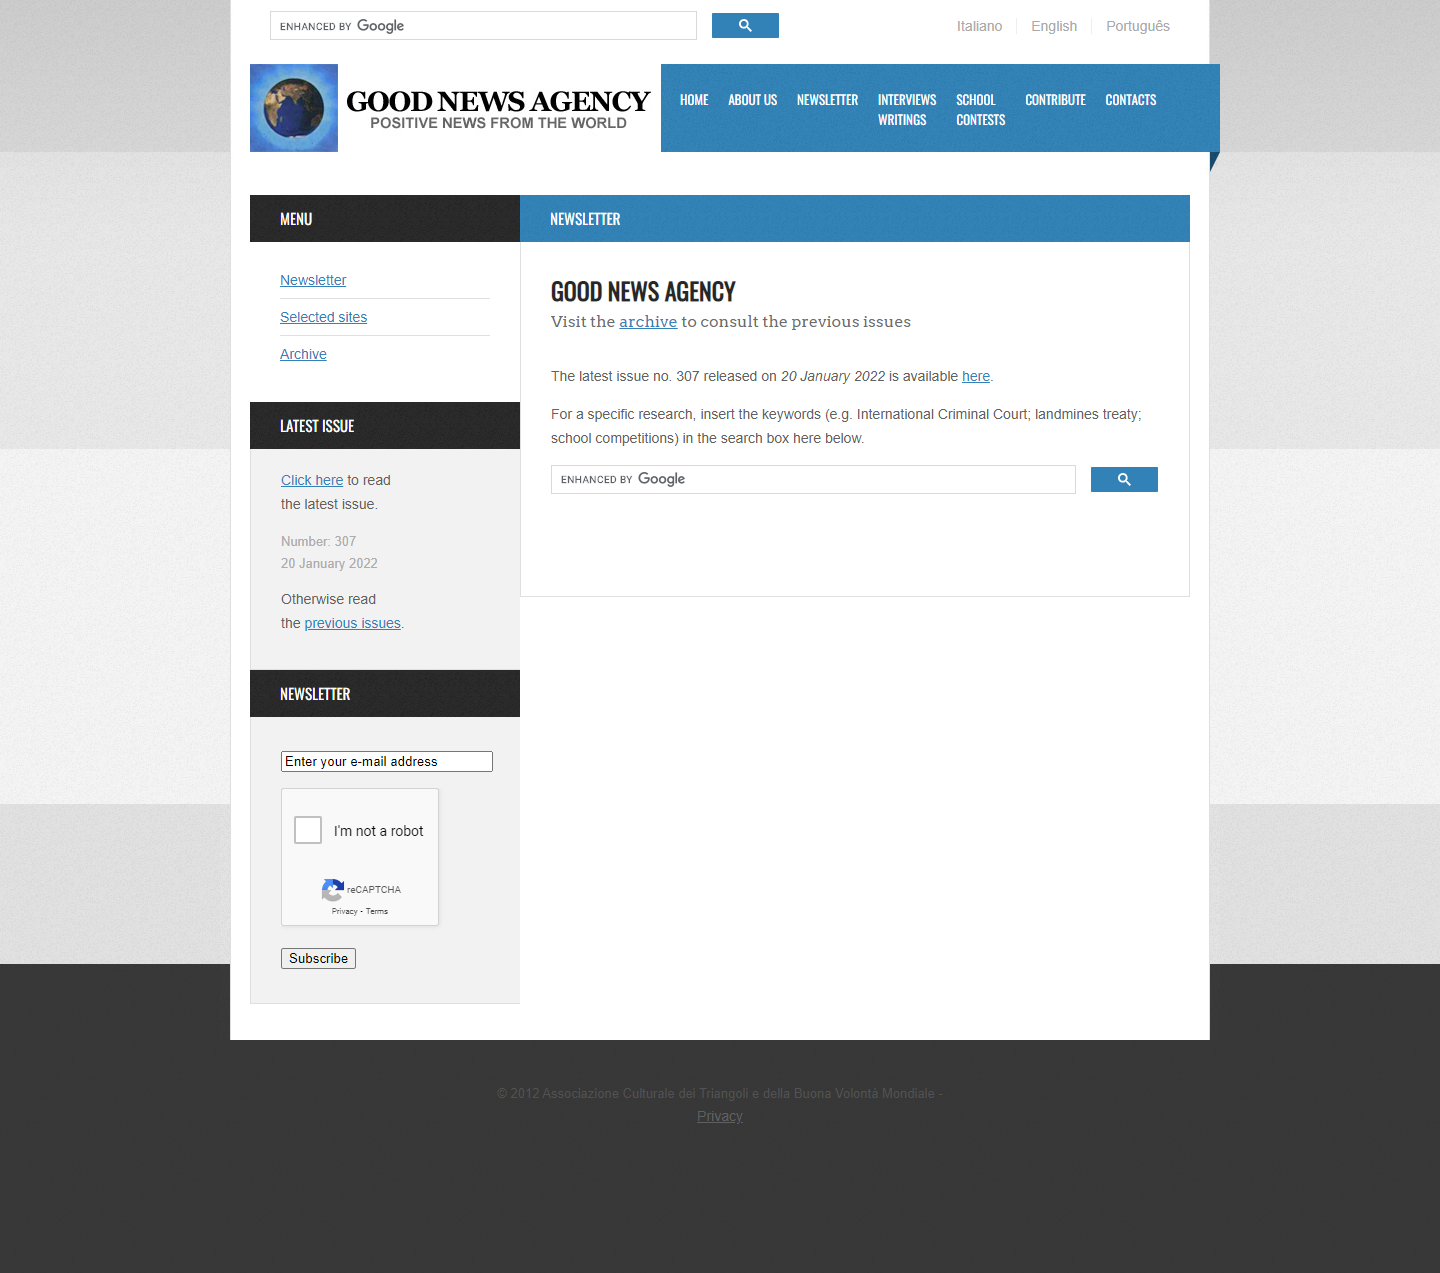 ENHANCED BY Google
Italiano
English
Português
GOOD NEWS AGENCY
POSITIVE NEWS FROM THE WORLD
HOME
ABOUT US
NEWSLETTER
INTERVIEWS
WRITINGS
SCHOOL
CONTESTS
CONTRIBUTE
CONTACTS
MENU
Newsletter
Selected sites
Archive
LATEST ISSUE
Click here to read
the latest issue.
Number: 307
20 January 2022
Otherwise read
the previous issues.
NEWSLETTER
Enter your e-mail address
I'm not a robot
reCAPTCHA
Privacy - Terms
Subscribe
NEWSLETTER
GOOD NEWS AGENCY
Visit the archive to consult the previous issues
The latest issue no. 307 released on 20 January 2022 is available here.
For a specific research, insert the keywords (e.g. International Criminal Court; landmines treaty;
school competitions) in the search box here below.
ENHANCED BY Google
© 2012 Associazione Culturale dei Triangoli e della Buona Volontà Mondiale -
Privacy